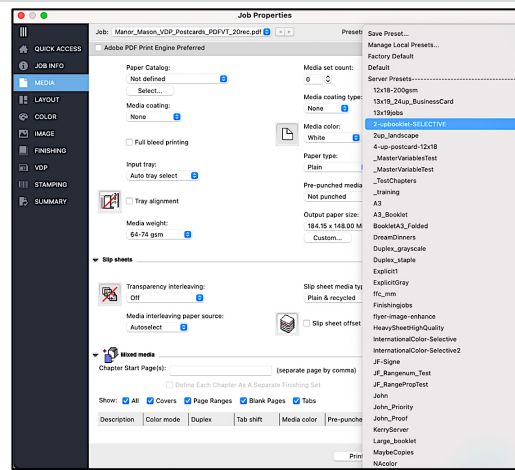 Job Properties
Job: Manor_Mason_VDP_Postcards_PDFVT_20rec.pdf
Presets
QUICK ACCESS
JOB INFO
MEDIA
LAYOUT
COLOR
IMAGE
FINISHING
VDP
STAMPING
SUMMARY
Adobe PDF Print Engine Preferred
Paper Catalog:
Not defined
Select...
Media coating:
None
Full bleed printing
Input tray:
Auto tray select
Tray alignment
Media weight:
64-74 gsm
Media set count:
0
Media coating type:
None
Media color:
White
Paper type:
Plain
Pre-punched media
Not punched
Output paper size:
184.15 x 148.00 M
Custom...
Slip sheets
Transparency interleaving:
Off
Media interleaving paper source:
Autoselect
Slip sheet media typ
Plain & recycled
Slip sheet offset
Mixed media
Chapter Start Page(s):
(separate page by comma)
Define Each Chapter As A Separate Finishing Set
Show: All Covers Page Ranges Blank Pages Tabs
Description Color mode Duplex Tab shift Media color Pre-punche
Print
Save Preset...
Manage Local Presets...
Factory Default
Default
Server Presets--------------------
12x18-200gsm
13x19_24up_BusinessCard
13x19jobs
2-upbooklet-SELECTIVE
2up_landscape
4-up-postcard-12x18
_MasterVariablesTest
_MasterVariableTest
_TestChapters
_training
A3
A3_Booklet
BookletA3_Folded
DreamDinners
Duplex_grayscale
Duplex_staple
Explicit1
ExplicitGray
ffc_mm
Finishingjobs
flyer-image-enhance
HeavySheetHighQuality
InternationalColor-Selective
InternationalColor-Selective2
JF-Signe
JF_Rangenum_Test
JF_RangePropTest
John
John_Priority
John_Proof
KerryServer
Large_booklet
MaybeCopies
NAcolor